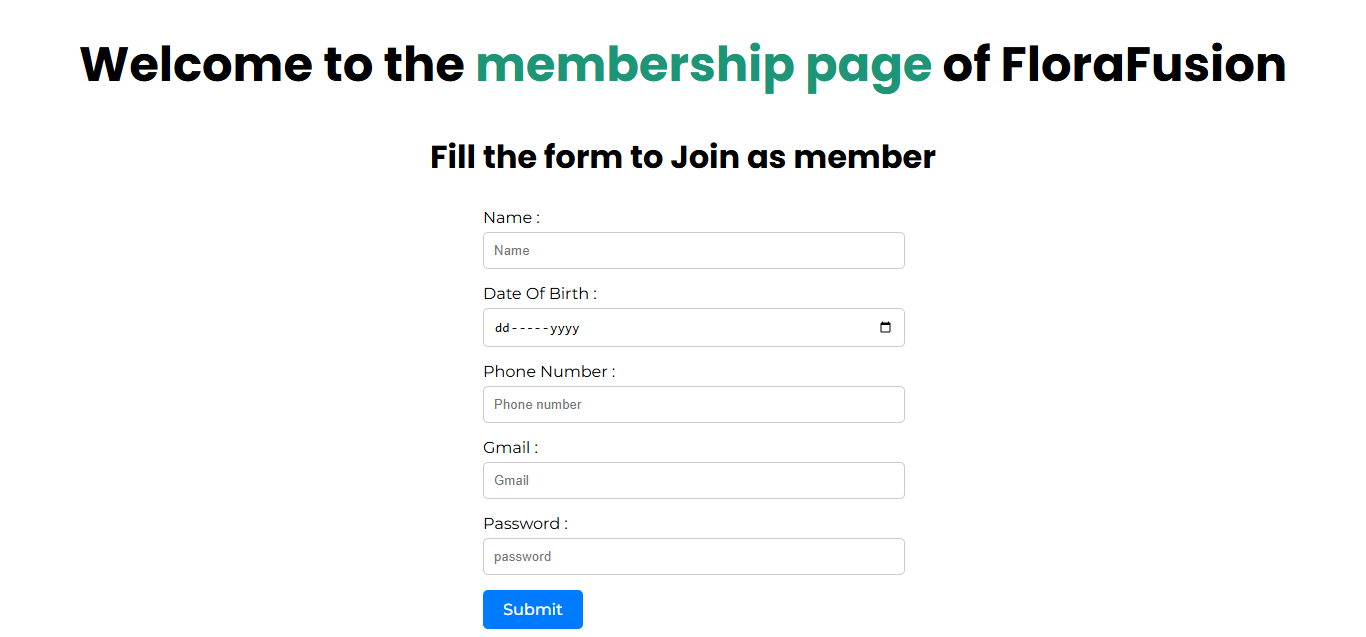 Welcome to the membership page of FloraFusion
Fill the form to Join as member
Name :
Name
Date Of Birth :
dd-----yyyy
Phone Number :
Phone number
Gmail :
Gmail
Password :
password
Submit